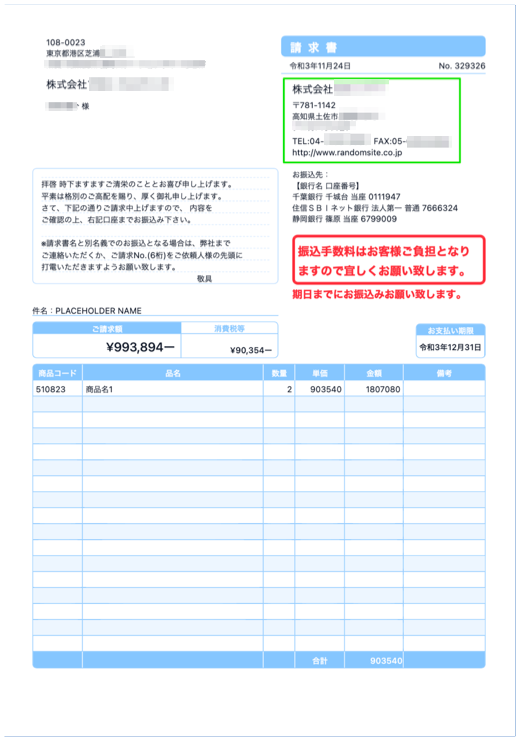 108-0023
東京都港区芝浦
株式会社
様
請求書
令和3年11月24日 No. 329326
株式会社
〒781-1142
高知県土佐市
TEL:04- FAX:05-
http://www.randomsite.co.jp
拝啓 時下ますますご清栄のこととお喜び申し上げます。
平素は格別のご高配を賜り、厚く御礼申し上げます。
さて、下記の通りご請求申上げますので、 内容を
ご確認の上、右記口座までお振込み下さい。
※請求書名と別名義でのお振込となる場合は、弊社まで
ご連絡いただくか、ご請求No.(6桁)をご依頼人様の先頭に
打電いただきますようお願い致します。
敬具
お振込先：
【銀行名 口座番号】
千葉銀行 千城台 当座 0111947
住信ＳＢＩネット銀行 法人第一 普通 7666324
静岡銀行 篠原 当座 6799009
振込手数料はお客様ご負担となり
ますので宜しくお願い致します。
期日までにお振込みお願い致します。
件名：PLACEHOLDER NAME
ご請求額 消費税等
¥993,894ー ¥90,354ー
お支払い期限
令和3年12月31日
商品コード 品名 数量 単価 金額 備考
510823 商品名1 2 903540 1807080
合計 903540